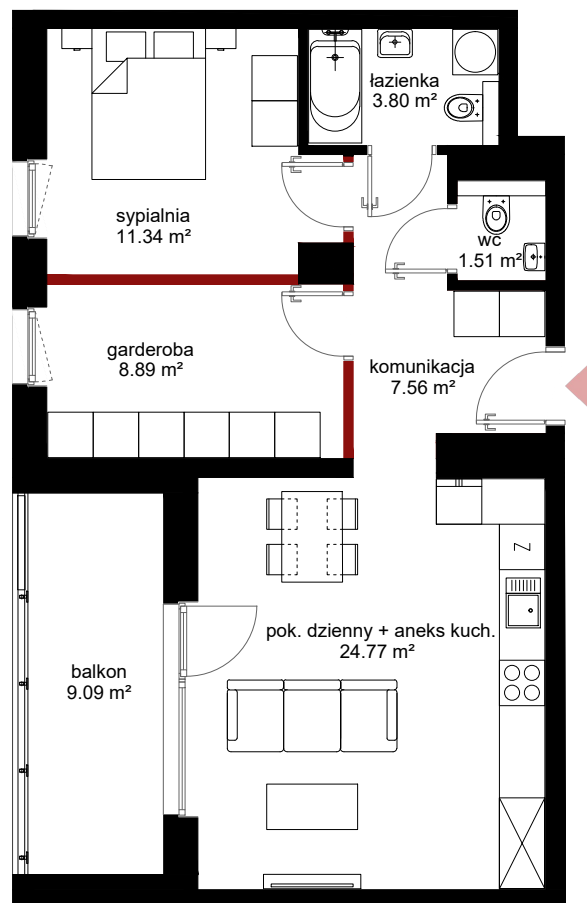 łazienka
3.80 m²
sypialnia
11.34 m²
wc
1.51 m²
garderoba
8.89 m²
komunikacja
7.56 m²
Z
pok. dzienny + aneks kuch.
24.77 m²
balkon
9.09 m²